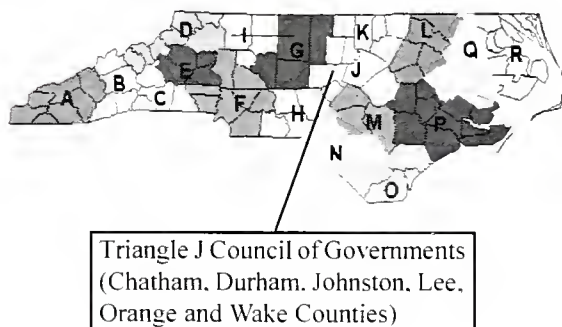 D
I
G
K
L
Q
R
A
B
E
C
F
H
J
M
P
N
O
Triangle J Council of Governments
(Chatham, Durham, Johnston, Lee,
Orange and Wake Counties)